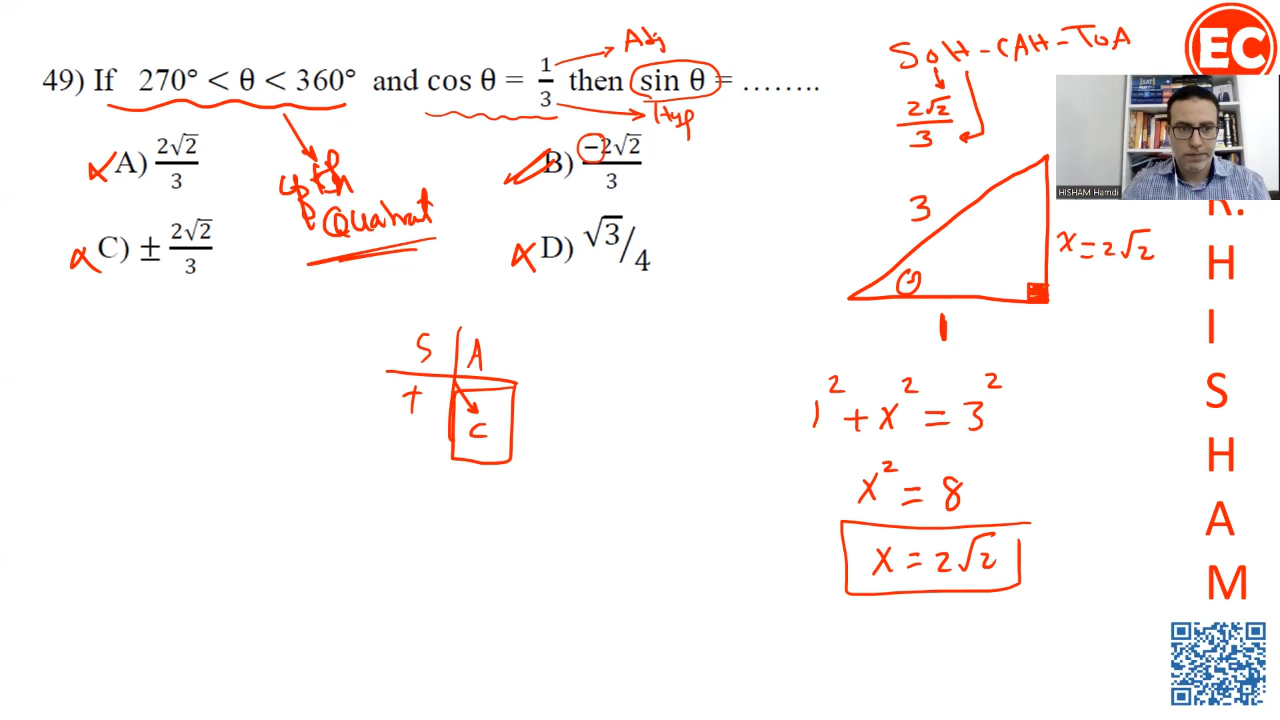 49) If 270° < θ < 360° and cos θ = 1/3 then sin θ = ........
Adj
Hyp
A) 2√2/3
B) −2√2/3
C) ± 2√2/3
D) √3/4
4th
Quadrant
S A
T C
SOH-CAH-TOA
2√2/3
3
θ
x=2√2
1
1² + x² = 3²
x² = 8
x = 2√2
EC
HISHAM Hamdi
R.
H
I
S
H
A
M